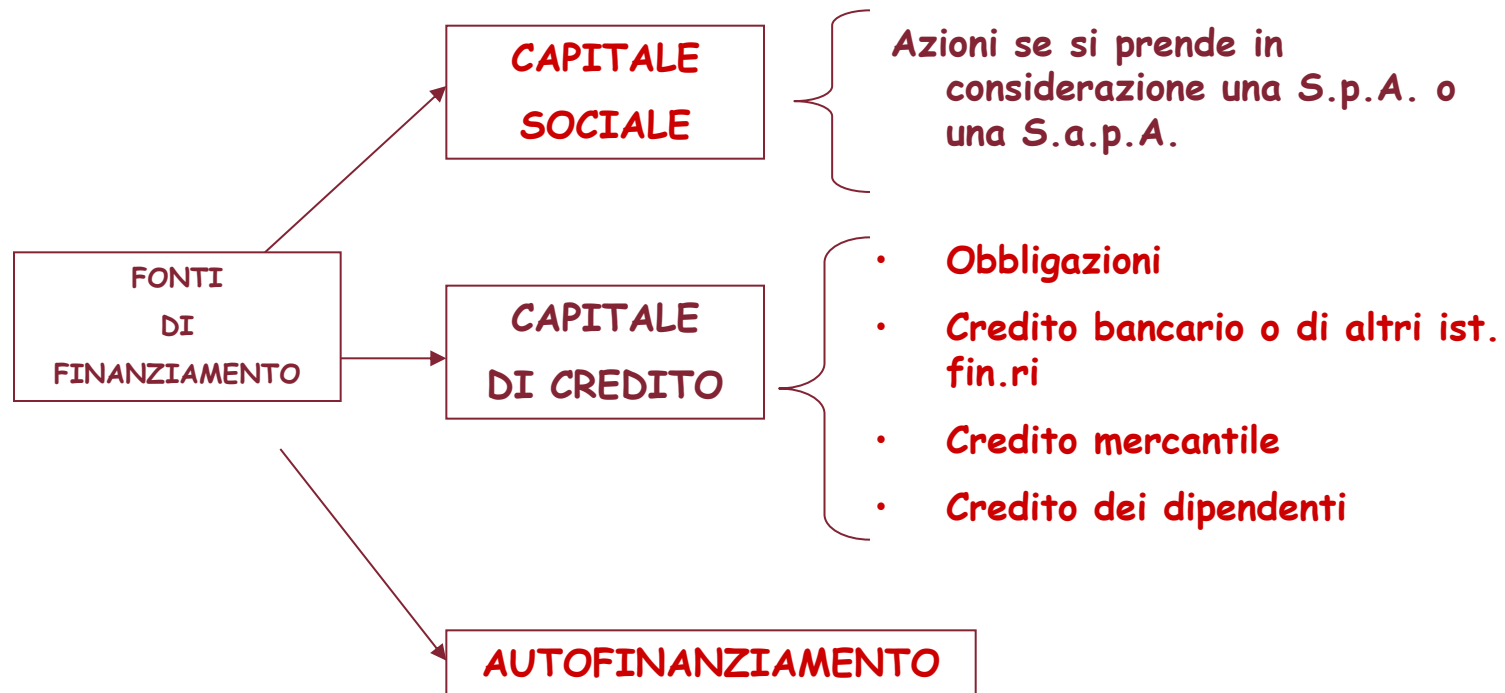 CAPITALE
SOCIALE
Azioni se si prende in
considerazione una S.p.A. o
una S.a.p.A.
FONTI
DI
FINANZIAMENTO
CAPITALE
DI CREDITO
• Obbligazioni
• Credito bancario o di altri ist.
fin.ri
• Credito mercantile
• Credito dei dipendenti
AUTOFINANZIAMENTO